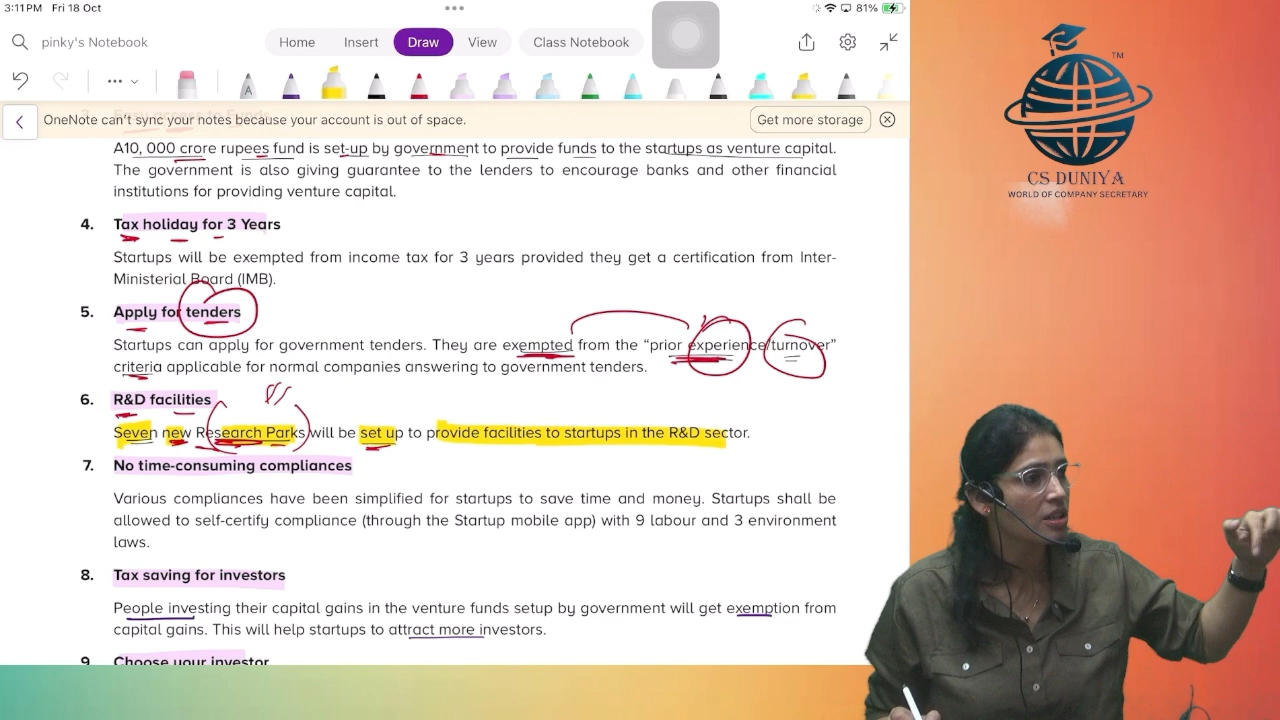 3:11PM Fri 18 Oct
81%
pinky's Notebook
Home
Insert
Draw
View
Class Notebook
OneNote can't sync your notes because your account is out of space.
Get more storage
A10, 000 crore rupees fund is set-up by government to provide funds to the startups as venture capital.
The government is also giving guarantee to the lenders to encourage banks and other financial
institutions for providing venture capital.
4. Tax holiday for 3 Years
Startups will be exempted from income tax for 3 years provided they get a certification from Inter-
Ministerial Board (IMB).
5. Apply for tenders
Startups can apply for government tenders. They are exempted from the “prior experience/turnover”
criteria applicable for normal companies answering to government tenders.
6. R&D facilities
Seven new Research Parks will be set up to provide facilities to startups in the R&D sector.
7. No time-consuming compliances
Various compliances have been simplified for startups to save time and money. Startups shall be
allowed to self-certify compliance (through the Startup mobile app) with 9 labour and 3 environment
laws.
8. Tax saving for investors
People investing their capital gains in the venture funds setup by government will get exemption from
capital gains. This will help startups to attract more investors.
9. Choose your investor
TM
CS DUNIYA
WORLD OF COMPANY SECRETARY